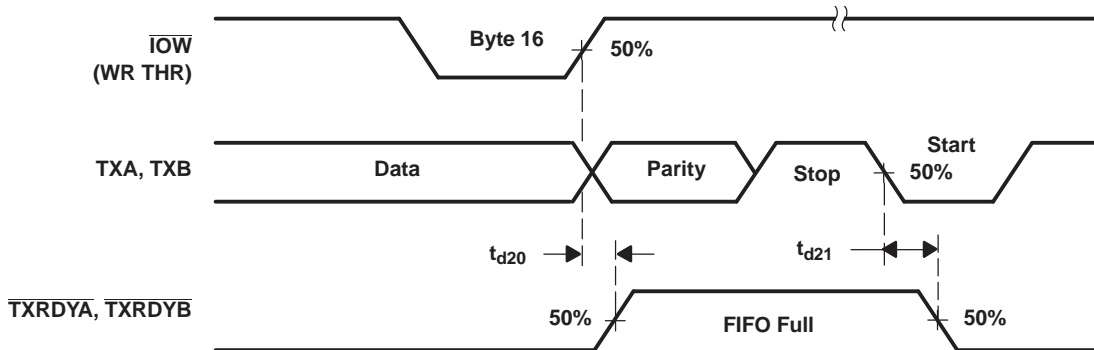 IOW
(WR THR)
Byte 16
50%
TXA, TXB
Data
Parity
Stop
Start
50%
td20
td21
TXRDYA, TXRDYB
50%
FIFO Full
50%